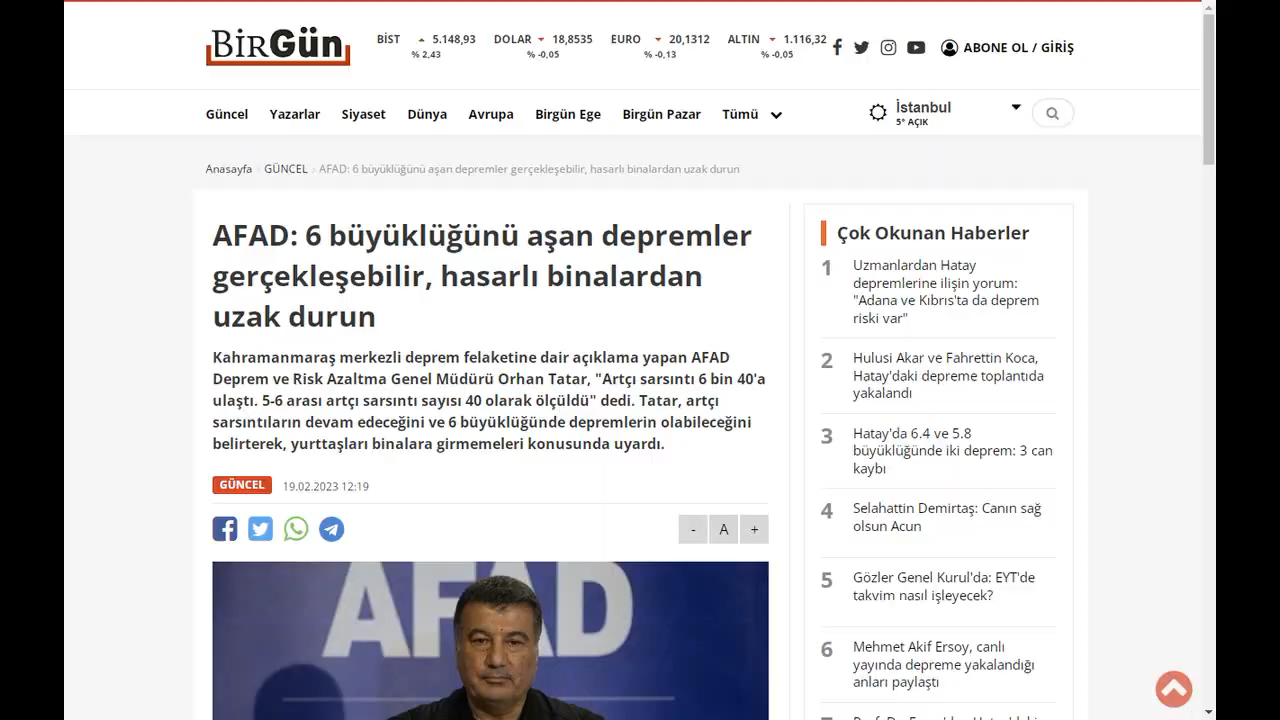 BirGün
BİST 5.148,93 DOLAR 18,8535 EURO 20,1312 ALTIN 1.116,32
% 2,43 % -0,05 % -0,13 % -0,05
ABONE OL / GİRİŞ
Güncel Yazarlar Siyaset Dünya Avrupa Birgün Ege Birgün Pazar Tümü
İstanbul
5° AÇIK
Anasayfa › GÜNCEL › AFAD: 6 büyüklüğünü aşan depremler gerçekleşebilir, hasarlı binalardan uzak durun
AFAD: 6 büyüklüğünü aşan depremler
gerçekleşebilir, hasarlı binalardan
uzak durun
Kahramanmaraş merkezli deprem felaketine dair açıklama yapan AFAD
Deprem ve Risk Azaltma Genel Müdürü Orhan Tatar, "Artçı sarsıntı 6 bin 40'a
ulaştı. 5-6 arası artçı sarsıntı sayısı 40 olarak ölçüldü" dedi. Tatar, artçı
sarsıntıların devam edeceğini ve 6 büyüklüğünde depremlerin olabileceğini
belirterek, yurttaşları binalara girmemeleri konusunda uyardı.
GÜNCEL 19.02.2023 12:19
- A +
AFAD
Çok Okunan Haberler
1 Uzmanlardan Hatay
depremlerine ilişin yorum:
"Adana ve Kıbrıs'ta da deprem
riski var"
2 Hulusi Akar ve Fahrettin Koca,
Hatay'daki depreme toplantıda
yakalandı
3 Hatay'da 6.4 ve 5.8
büyüklüğünde iki deprem: 3 can
kaybı
4 Selahattin Demirtaş: Canın sağ
olsun Acun
5 Gözler Genel Kurul'da: EYT'de
takvim nasıl işleyecek?
6 Mehmet Akif Ersoy, canlı
yayında depreme yakalandığı
anları paylaştı